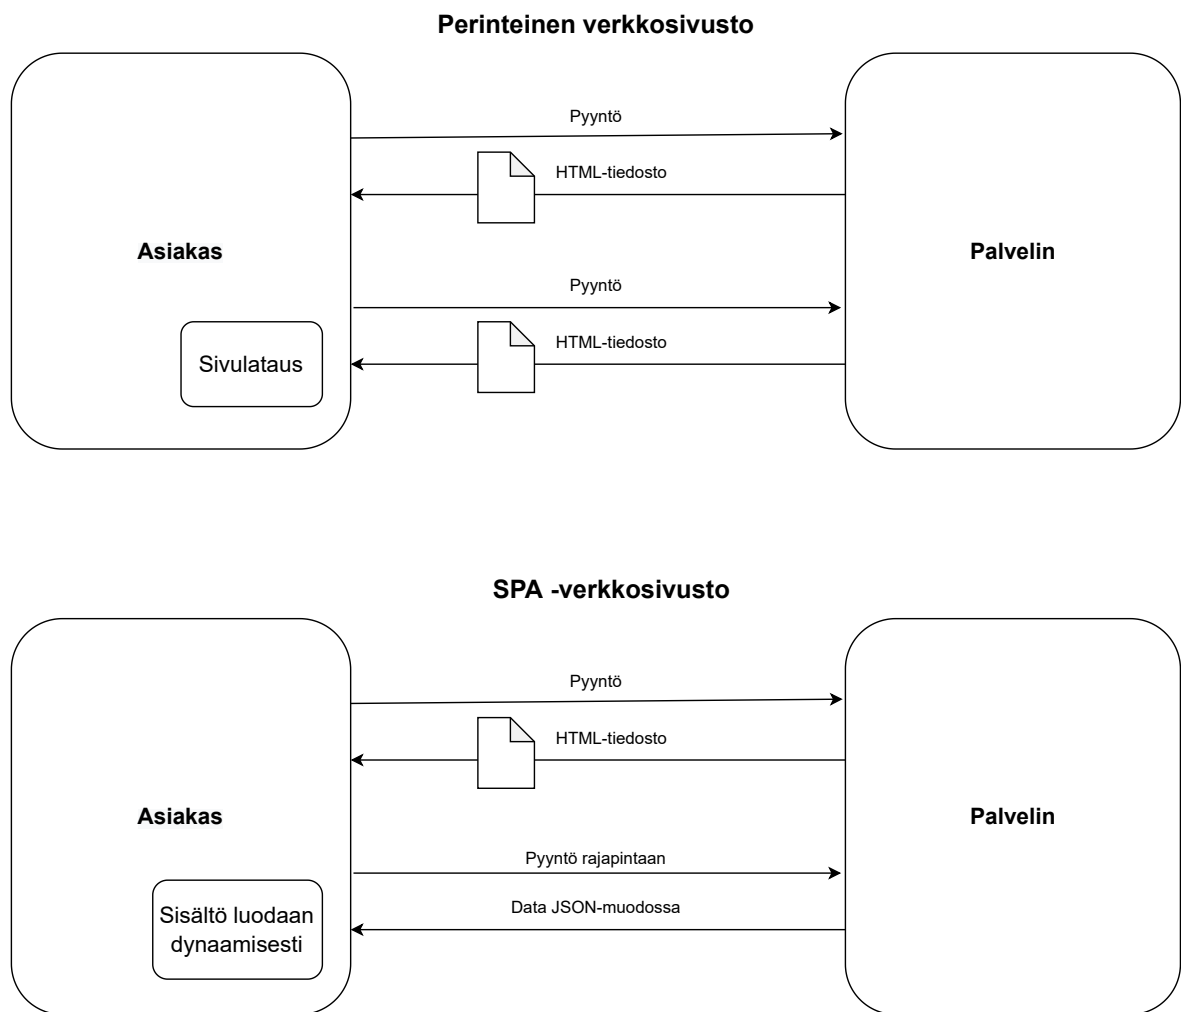 Perinteinen verkkosivusto
Pyyntö
HTML-tiedosto
Asiakas
Palvelin
Pyyntö
HTML-tiedosto
Sivulataus
SPA -verkkosivusto
Pyyntö
HTML-tiedosto
Asiakas
Palvelin
Pyyntö rajapintaan
Data JSON-muodossa
Sisältö luodaan
dynaamisesti